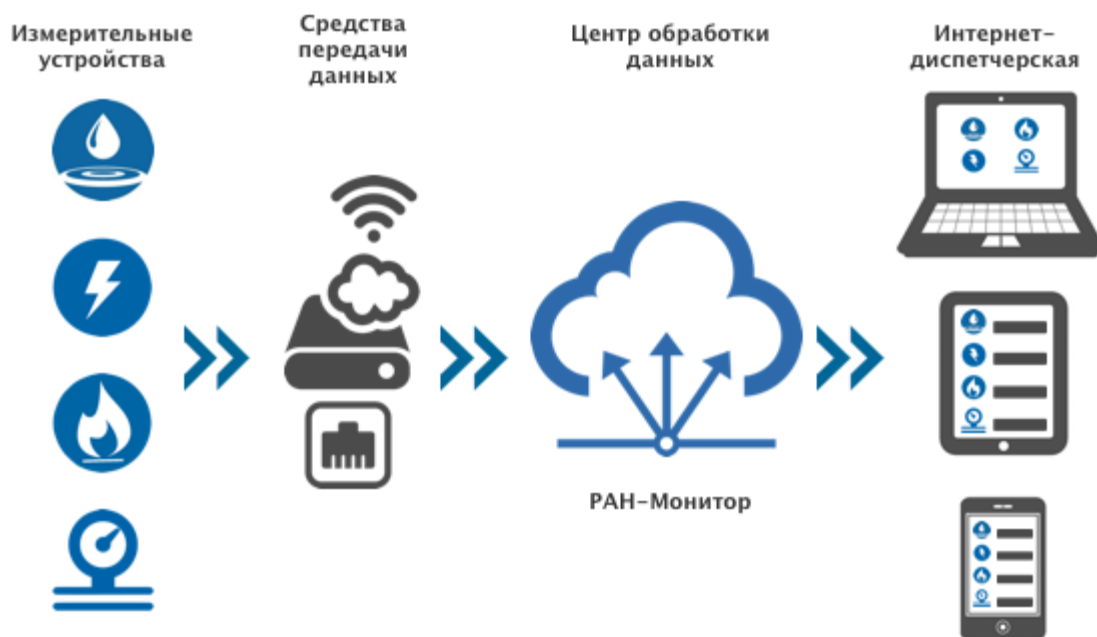 Измерительные
устройства
Средства
передачи
данных
Центр обработки
данных
Интернет-
диспетчерская
РАН-Монитор